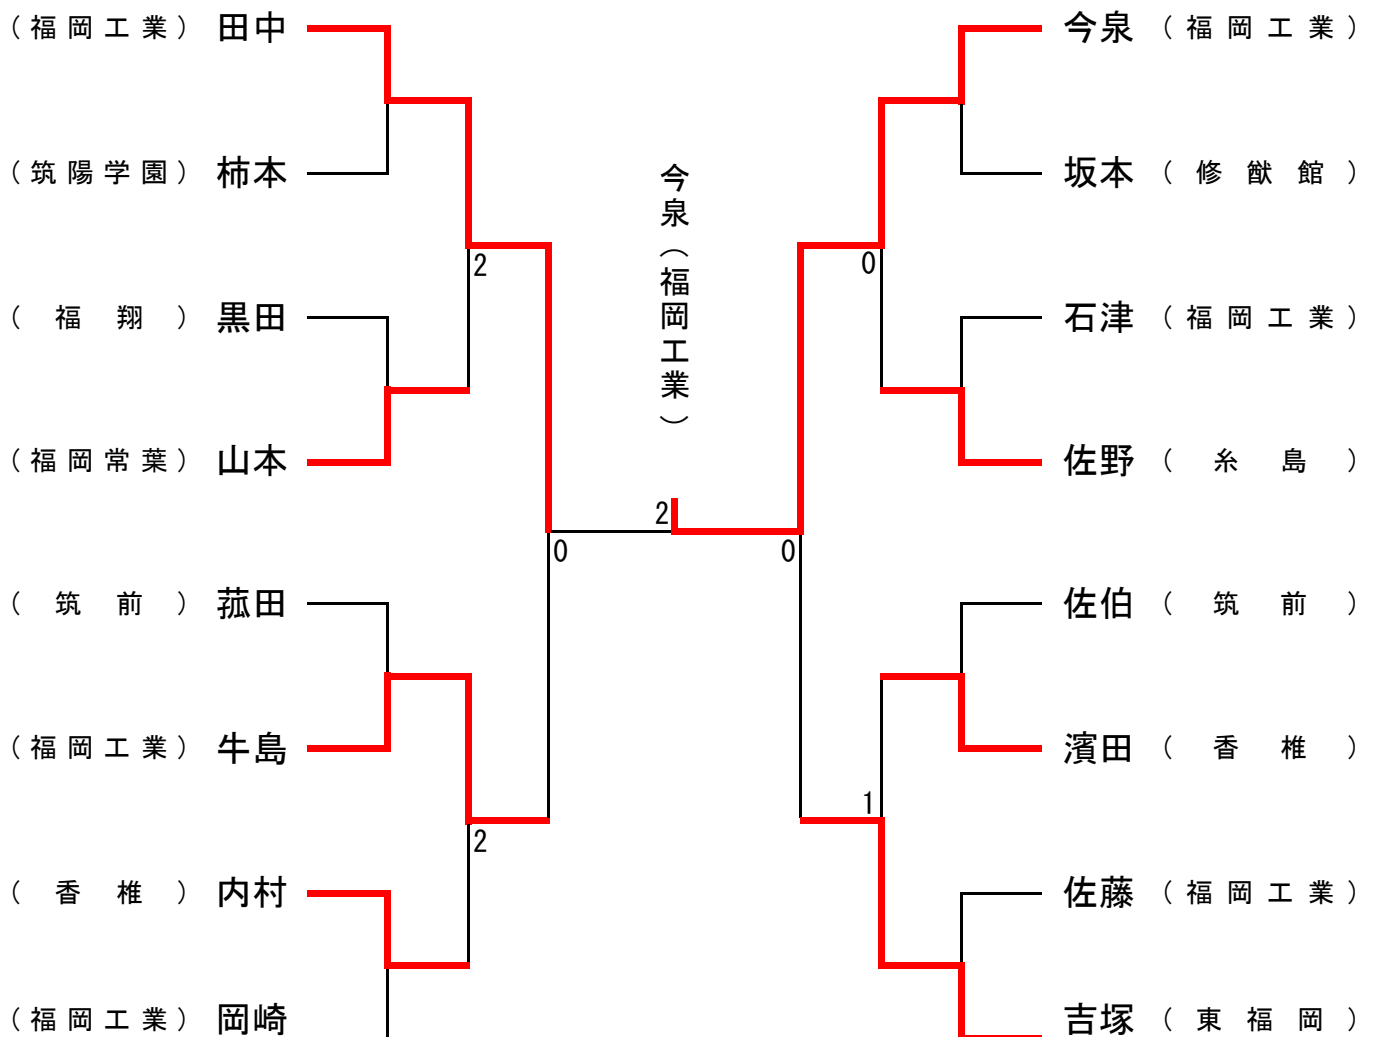 （福岡工業） 田中
（筑陽学園） 柿本
（福翔） 黒田
（福岡常葉） 山本
（筑前） 菰田
（福岡工業） 牛島
（香椎） 内村
（福岡工業） 岡崎
2
0
2
今泉（福岡工業）
2
0
0
1
今泉 （福岡工業）
坂本 （修猷館）
石津 （福岡工業）
佐野 （糸島）
佐伯 （筑前）
濱田 （香椎）
佐藤 （福岡工業）
吉塚 （東福岡）